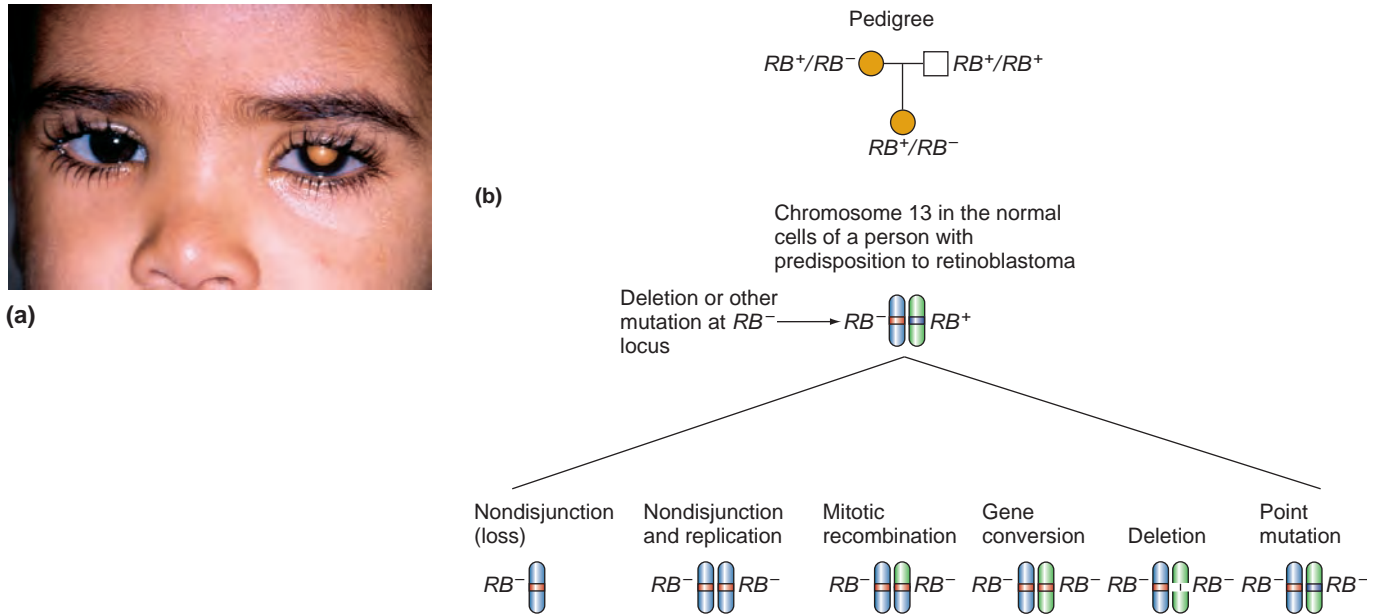 (a)
Pedigree
RB+/RB−
RB+/RB+
RB+/RB−
(b)
Chromosome 13 in the normal
cells of a person with
predisposition to retinoblastoma
Deletion or other
mutation at RB−
locus
RB−
RB+
Nondisjunction
(loss)
RB−
Nondisjunction
and replication
RB−
RB−
Mitotic
recombination
RB−
RB−
Gene
conversion
RB−
RB−
Deletion
RB−
RB−
Point
mutation
RB−
RB−